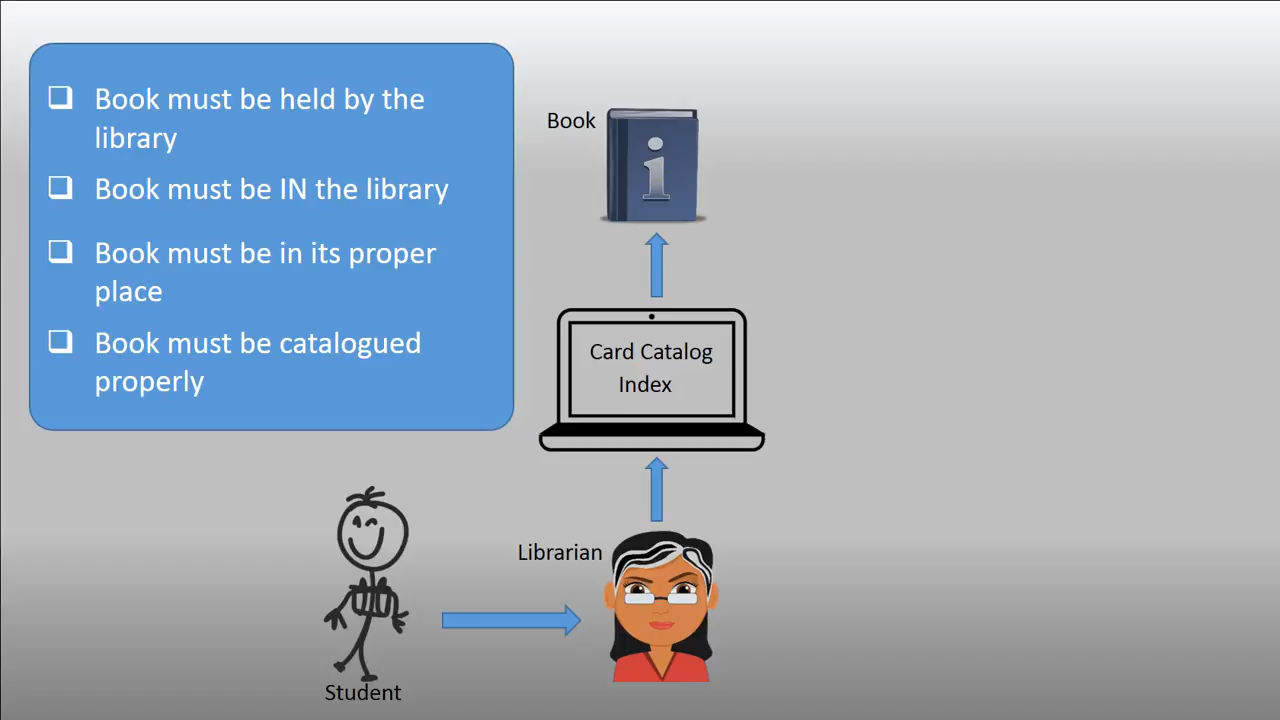 Book must be held by the
library
Book must be IN the library
Book must be in its proper
place
Book must be catalogued
properly
Book
i
Card Catalog
Index
Librarian
Student